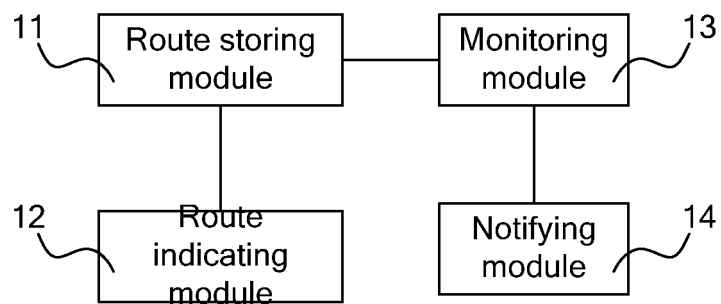 11
Route storing
module
Monitoring
module
13
12
Route
indicating
module
Notifying
module
14